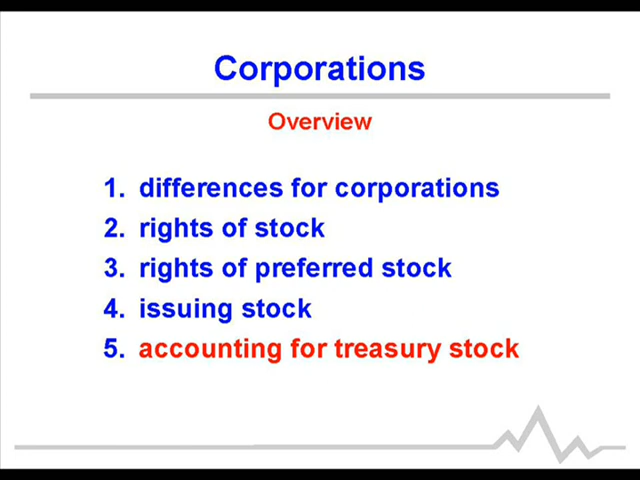 Corporations
Overview
1. differences for corporations
2. rights of stock
3. rights of preferred stock
4. issuing stock
5. accounting for treasury stock